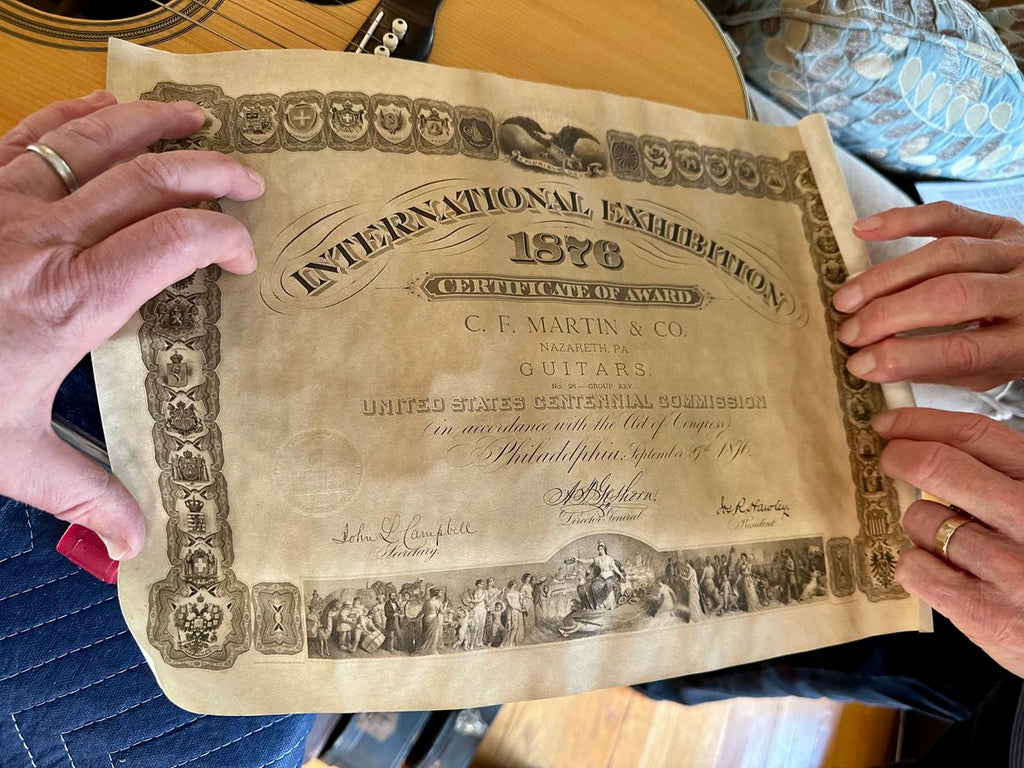 INTERNATIONAL EXHIBITION
1876
CERTIFICATE OF AWARD
C. F. MARTIN & CO.
NAZARETH, PA.
GUITARS.
No. 26.—GROUP XXV
UNITED STATES CENTENNIAL COMMISSION
(in accordance with the Act of Congress)
Philadelphia, September 27th 1876.
A. T. Goshorn,
Director General
John L. Campbell
Secretary.
Jos. R. Hawley.
President